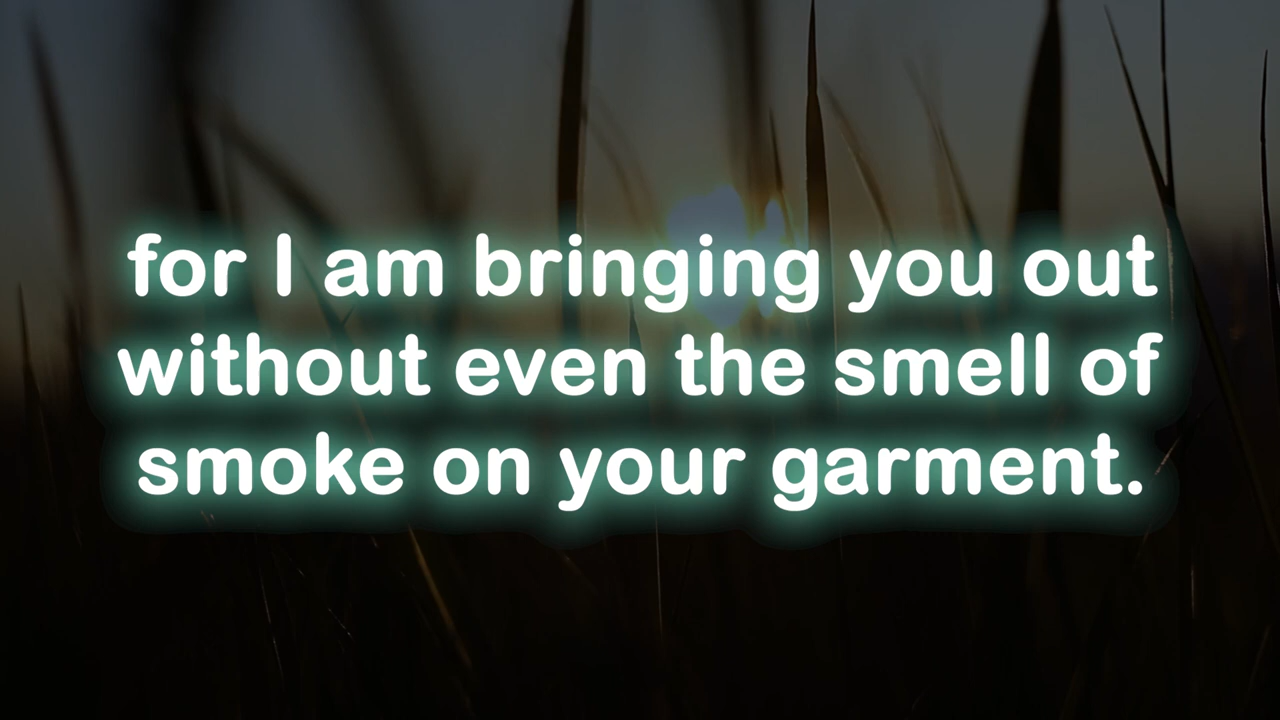 for I am bringing you out
without even the smell of
smoke on your garment.